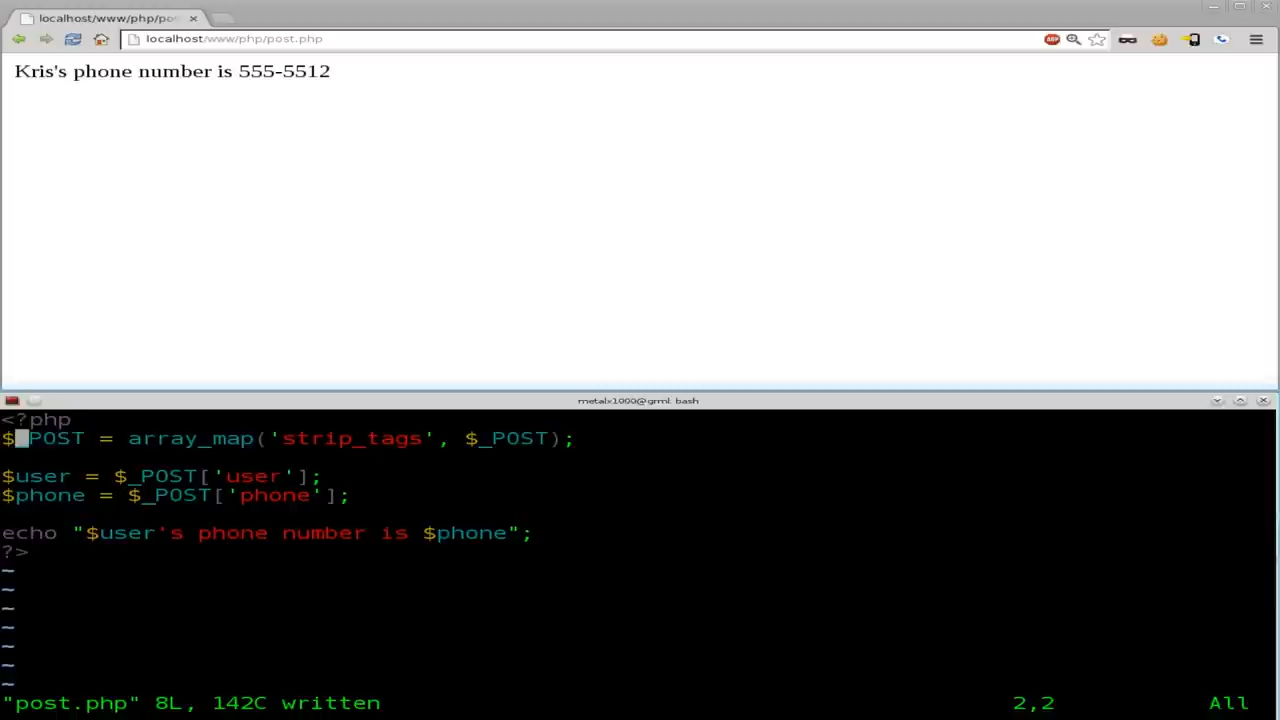 localhost/www/php/po
localhost/www/php/post.php
ABP
Kris's phone number is 555-5512
metalx1000@grml: bash
<?php
$_POST = array_map('strip_tags', $_POST);
$user = $_POST['user'];
$phone = $_POST['phone'];
echo "$user's phone number is $phone";
?>
~
~
~
~
~
~
~
"post.php" 8L, 142C written 2,2 All